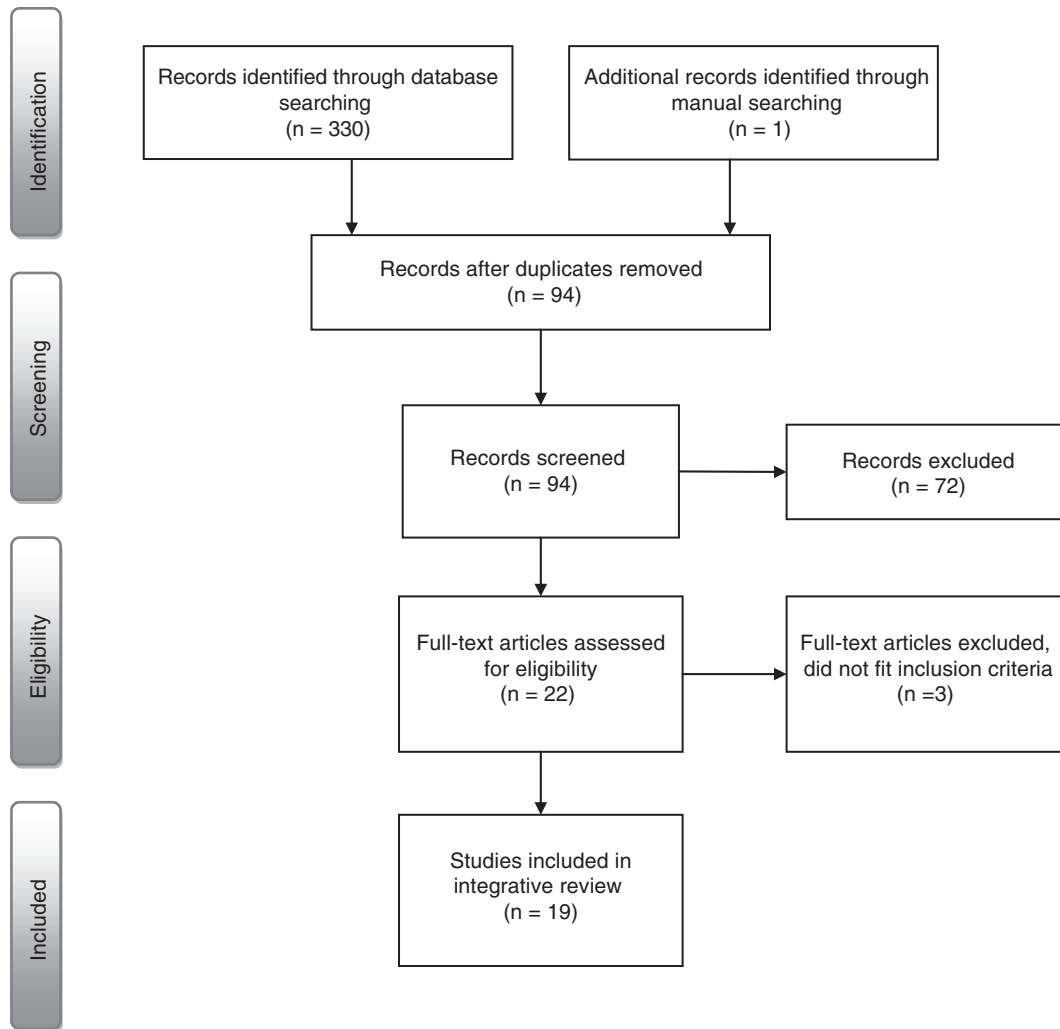 Identification
Records identified through database
searching
(n = 330)
Additional records identified through
manual searching
(n = 1)
Records after duplicates removed
(n = 94)
Screening
Records screened
(n = 94)
Records excluded
(n = 72)
Eligibility
Full-text articles assessed
for eligibility
(n = 22)
Full-text articles excluded,
did not fit inclusion criteria
(n =3)
Included
Studies included in
integrative review
(n = 19)